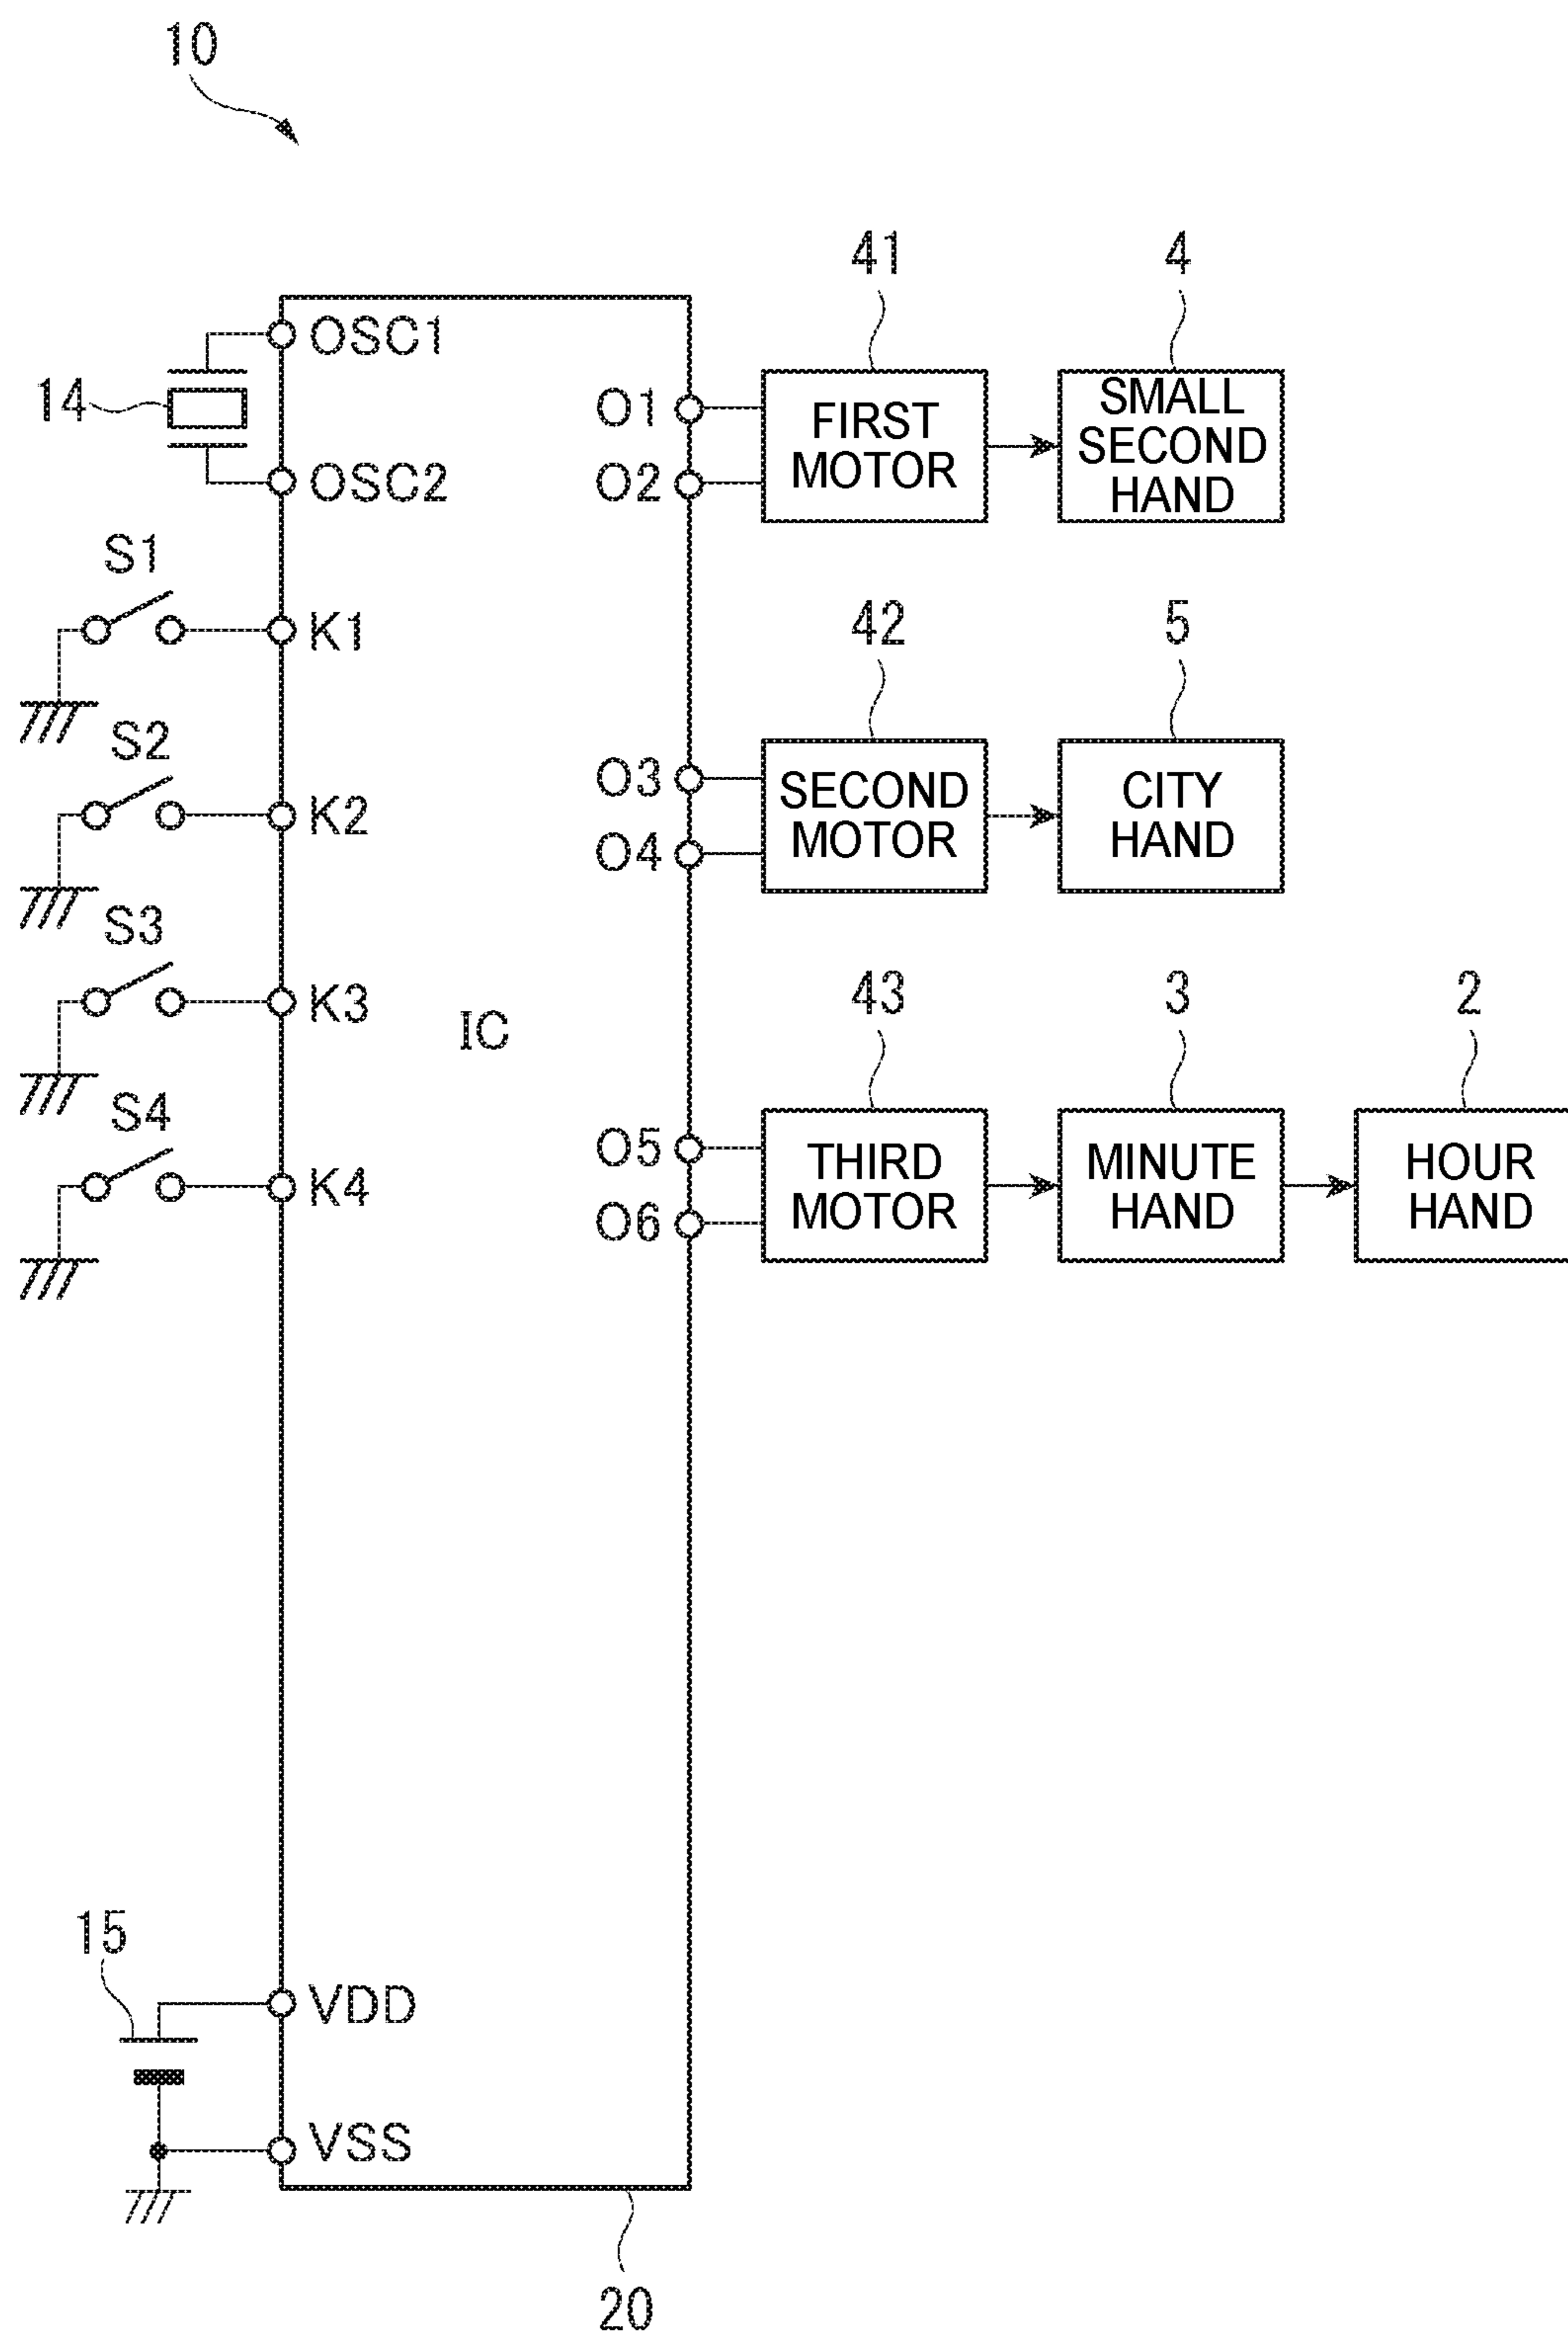 10
41
4
OSC1
14
O1
FIRST
MOTOR
SMALL
SECOND
HAND
OSC2
O2
S1
K1
42
5
S2
K2
O3
SECOND
MOTOR
CITY
HAND
O4
S3
K3
IC
43
3
2
S4
K4
O5
THIRD
MOTOR
MINUTE
HAND
HOUR
HAND
O6
15
VDD
VSS
20